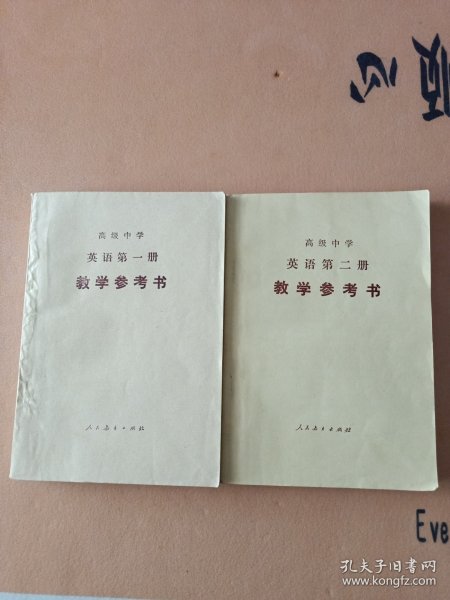 顺心
高级中学
英语第一册
教学参考书
人民教育出版社
高级中学
英语第二册
教学参考书
人民教育出版社
Eve
孔夫子旧书网
www.kongfz.com